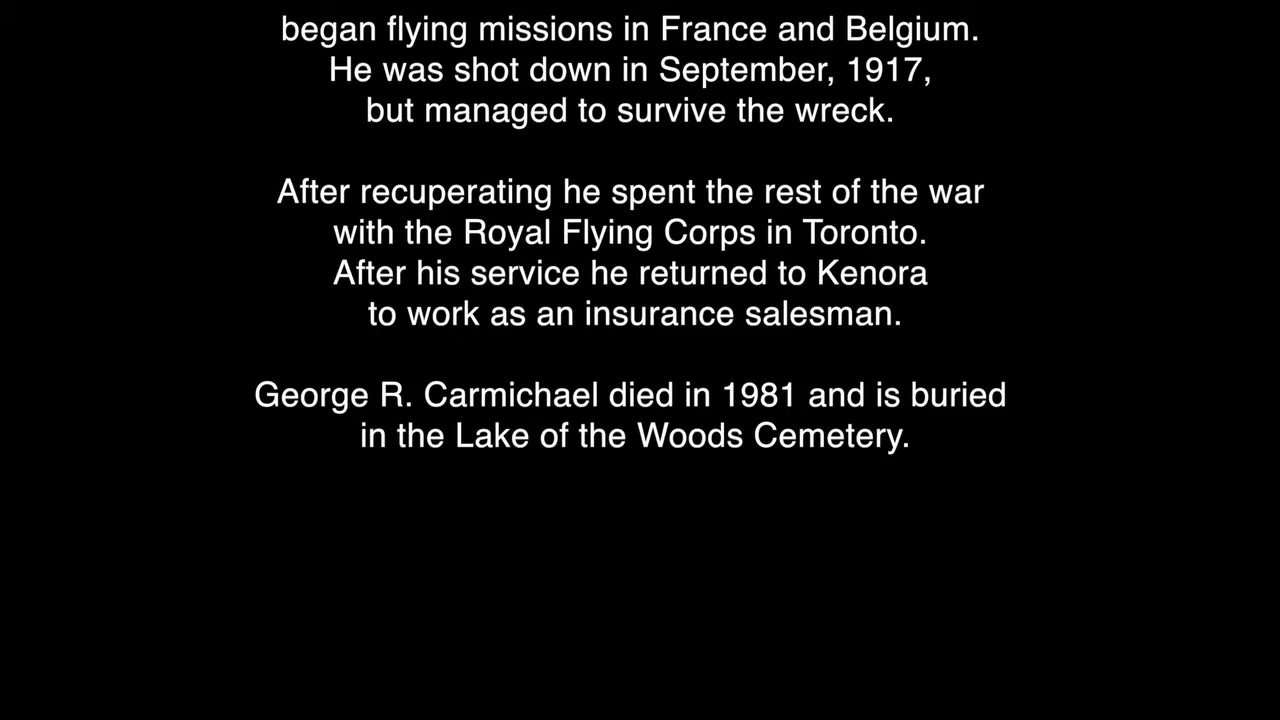 began flying missions in France and Belgium.
He was shot down in September, 1917,
but managed to survive the wreck.
After recuperating he spent the rest of the war
with the Royal Flying Corps in Toronto.
After his service he returned to Kenora
to work as an insurance salesman.
George R. Carmichael died in 1981 and is buried
in the Lake of the Woods Cemetery.